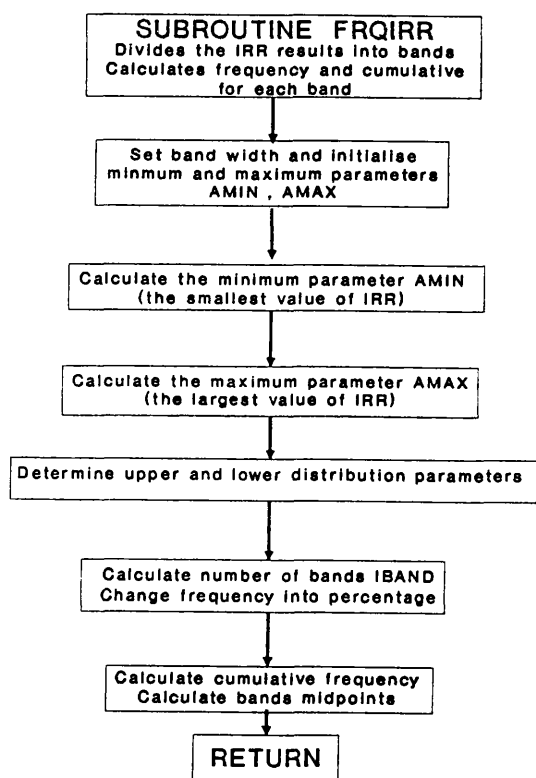 SUBROUTINE FRQIRR
Divides the IRR results into bands
Calculates frequency and cumulative
for each band
Set band width and initialise
minmum and maximum parameters
AMIN , AMAX
Calculate the minimum parameter AMIN
(the smallest value of IRR)
Calculate the maximum parameter AMAX
(the largest value of IRR)
Determine upper and lower distribution parameters
Calculate number of bands IBAND
Change frequency into percentage
Calculate cumulative frequency
Calculate bands midpoints
RETURN